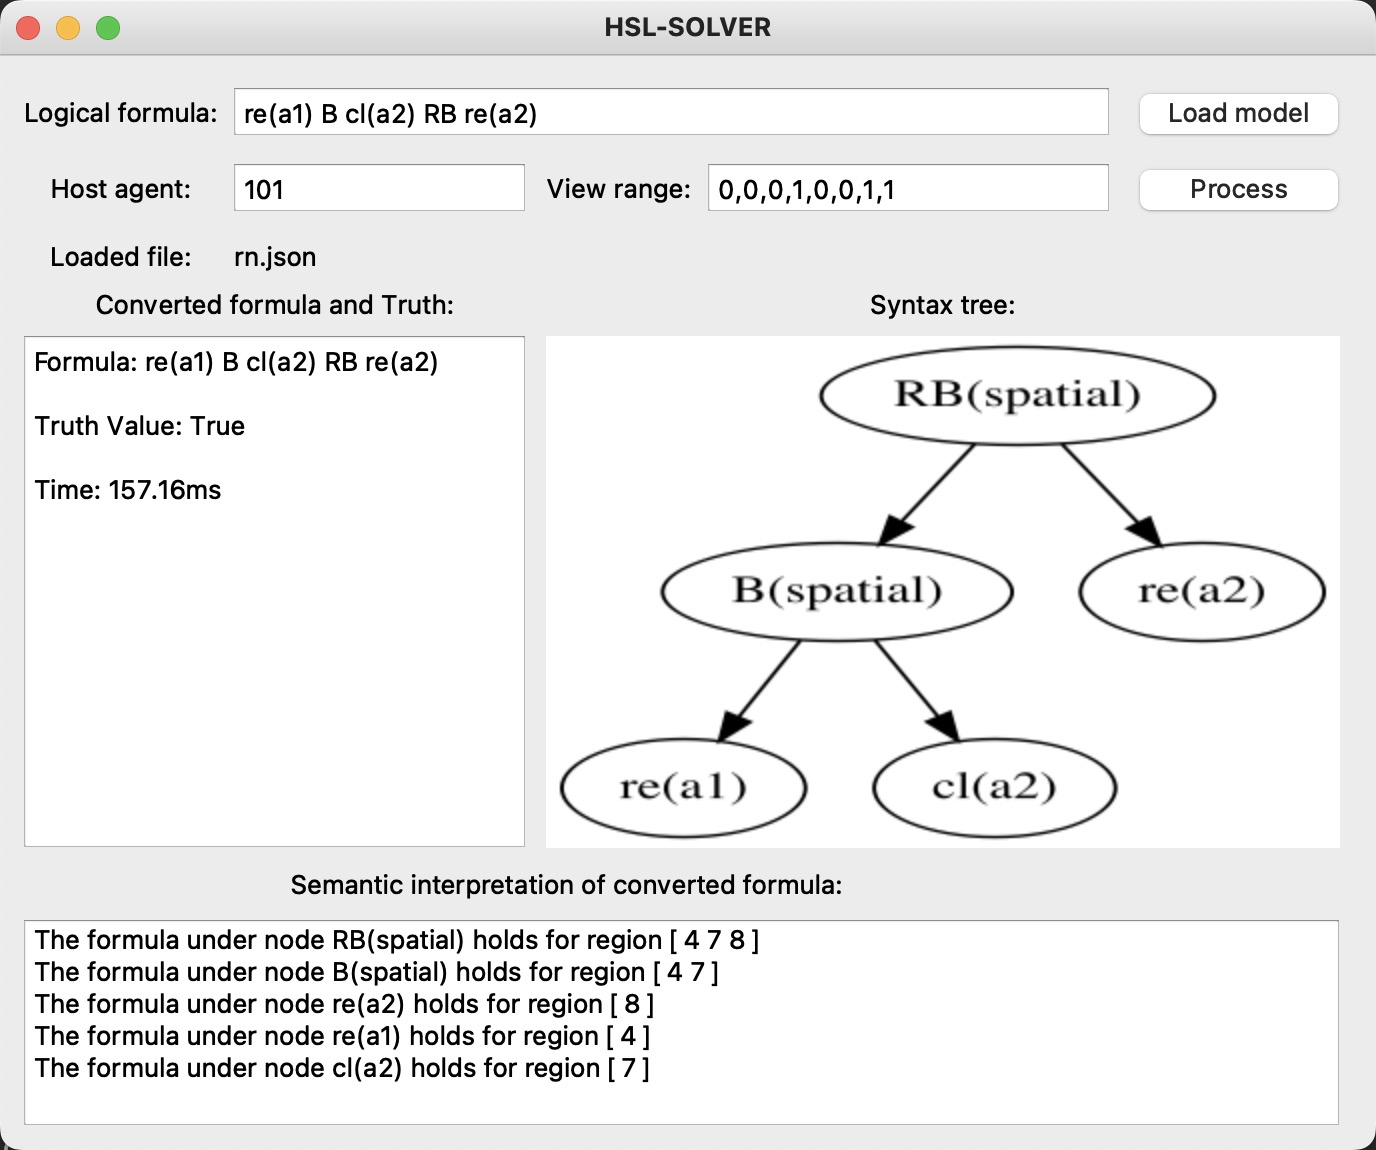 HSL-SOLVER
Logical formula: re(a1) B cl(a2) RB re(a2) Load model
Host agent: 101 View range: 0,0,0,1,0,0,1,1 Process
Loaded file: rn.json
Converted formula and Truth: Syntax tree:
Formula: re(a1) B cl(a2) RB re(a2)
Truth Value: True
Time: 157.16ms
RB(spatial)
B(spatial) re(a2)
re(a1) cl(a2)
Semantic interpretation of converted formula:
The formula under node RB(spatial) holds for region [ 4 7 8 ]
The formula under node B(spatial) holds for region [ 4 7 ]
The formula under node re(a2) holds for region [ 8 ]
The formula under node re(a1) holds for region [ 4 ]
The formula under node cl(a2) holds for region [ 7 ]